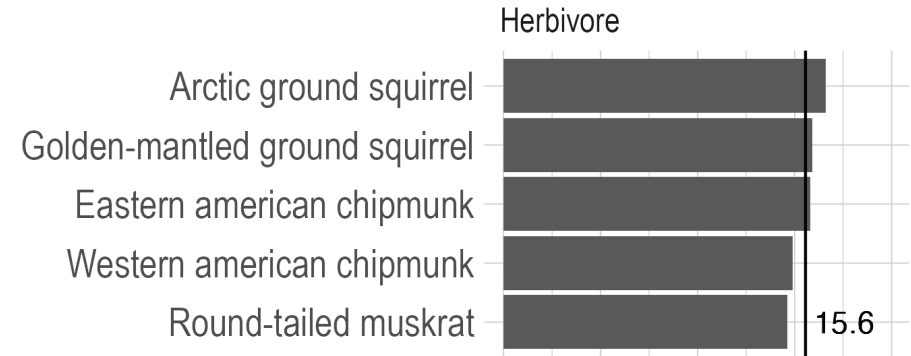 Herbivore
Arctic ground squirrel
Golden-mantled ground squirrel
Eastern american chipmunk
Western american chipmunk
Round-tailed muskrat
15.6